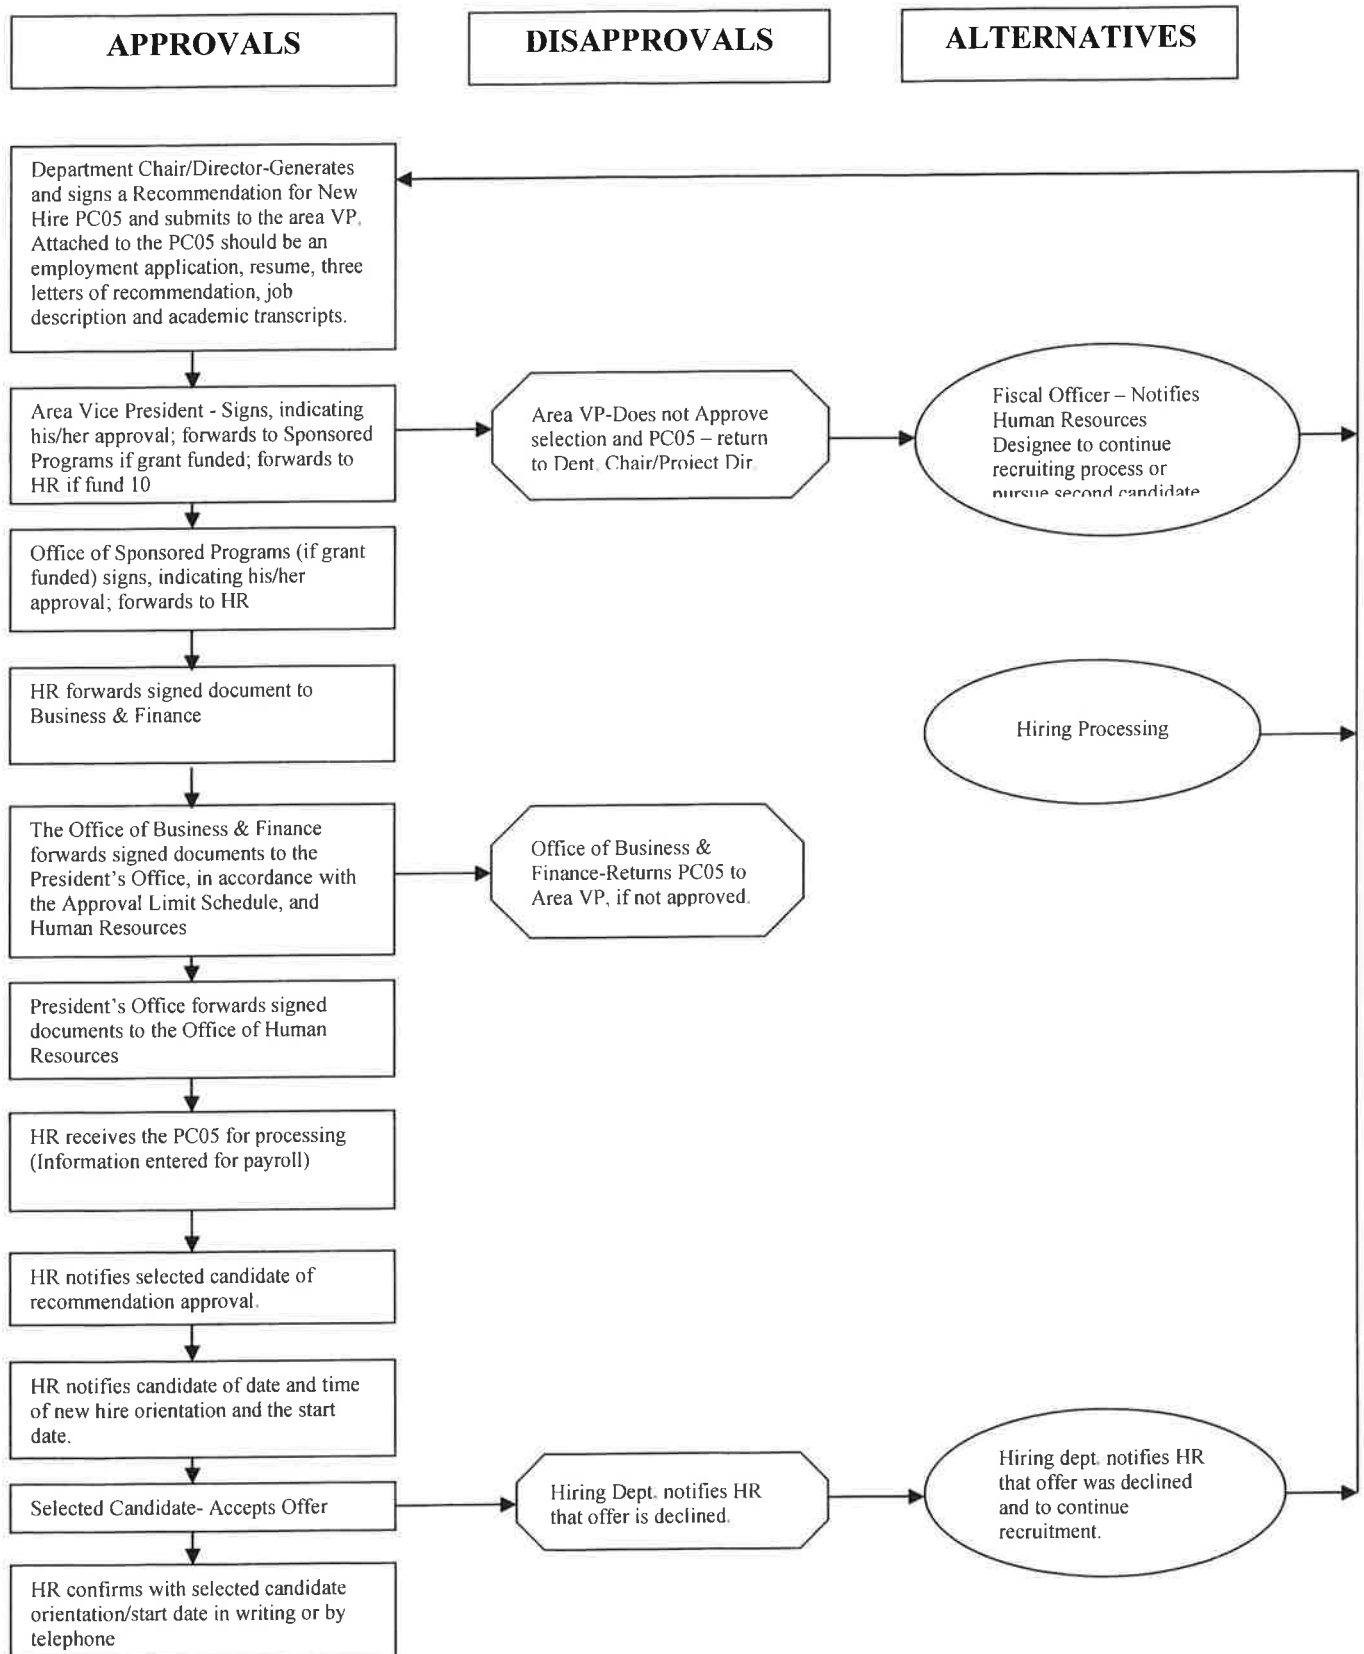 APPROVALS
DISAPPROVALS
ALTERNATIVES
Department Chair/Director-Generates
and signs a Recommendation for New
Hire PC05 and submits to the area VP.
Attached to the PC05 should be an
employment application, resume, three
letters of recommendation, job
description and academic transcripts.
Area Vice President - Signs, indicating
his/her approval; forwards to Sponsored
Programs if grant funded; forwards to
HR if fund 10
Area VP-Does not Approve
selection and PC05 – return
to Dept. Chair/Project Dir.
Fiscal Officer – Notifies
Human Resources
Designee to continue
recruiting process or
pursue second candidate
Office of Sponsored Programs (if grant
funded) signs, indicating his/her
approval; forwards to HR
HR forwards signed document to
Business & Finance
Hiring Processing
The Office of Business & Finance
forwards signed documents to the
President's Office, in accordance with
the Approval Limit Schedule, and
Human Resources
Office of Business &
Finance-Returns PC05 to
Area VP, if not approved.
President's Office forwards signed
documents to the Office of Human
Resources
HR receives the PC05 for processing
(Information entered for payroll)
HR notifies selected candidate of
recommendation approval.
HR notifies candidate of date and time
of new hire orientation and the start
date.
Selected Candidate- Accepts Offer
Hiring Dept. notifies HR
that offer is declined.
Hiring dept. notifies HR
that offer was declined
and to continue
recruitment.
HR confirms with selected candidate
orientation/start date in writing or by
telephone